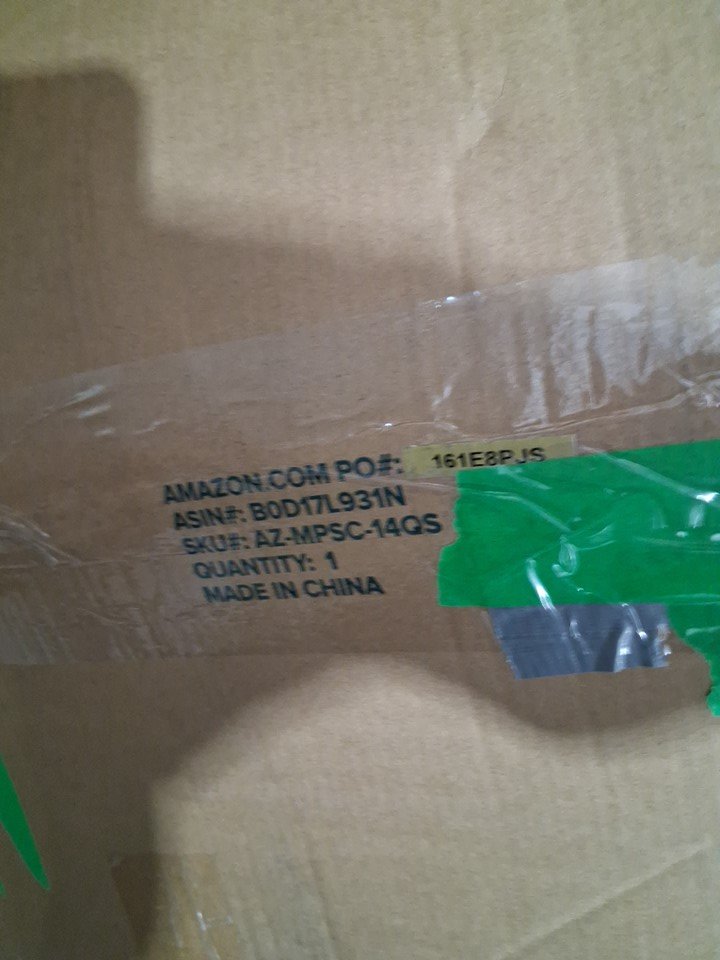 AMAZON.COM PO#: 161E8PJS
ASIN#: B0D17L931N
SKU#: AZ-MPSC-14QS
QUANTITY: 1
MADE IN CHINA